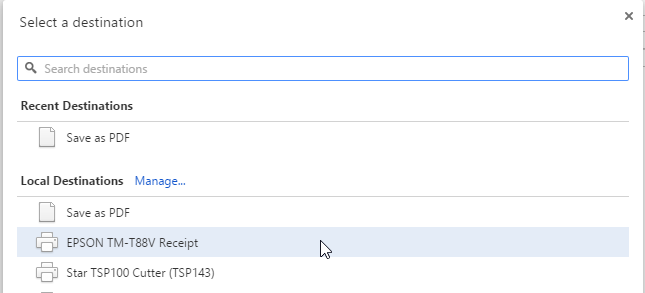 Select a destination
Search destinations
Recent Destinations
Save as PDF
Local Destinations Manage...
Save as PDF
EPSON TM-T88V Receipt
Star TSP100 Cutter (TSP143)